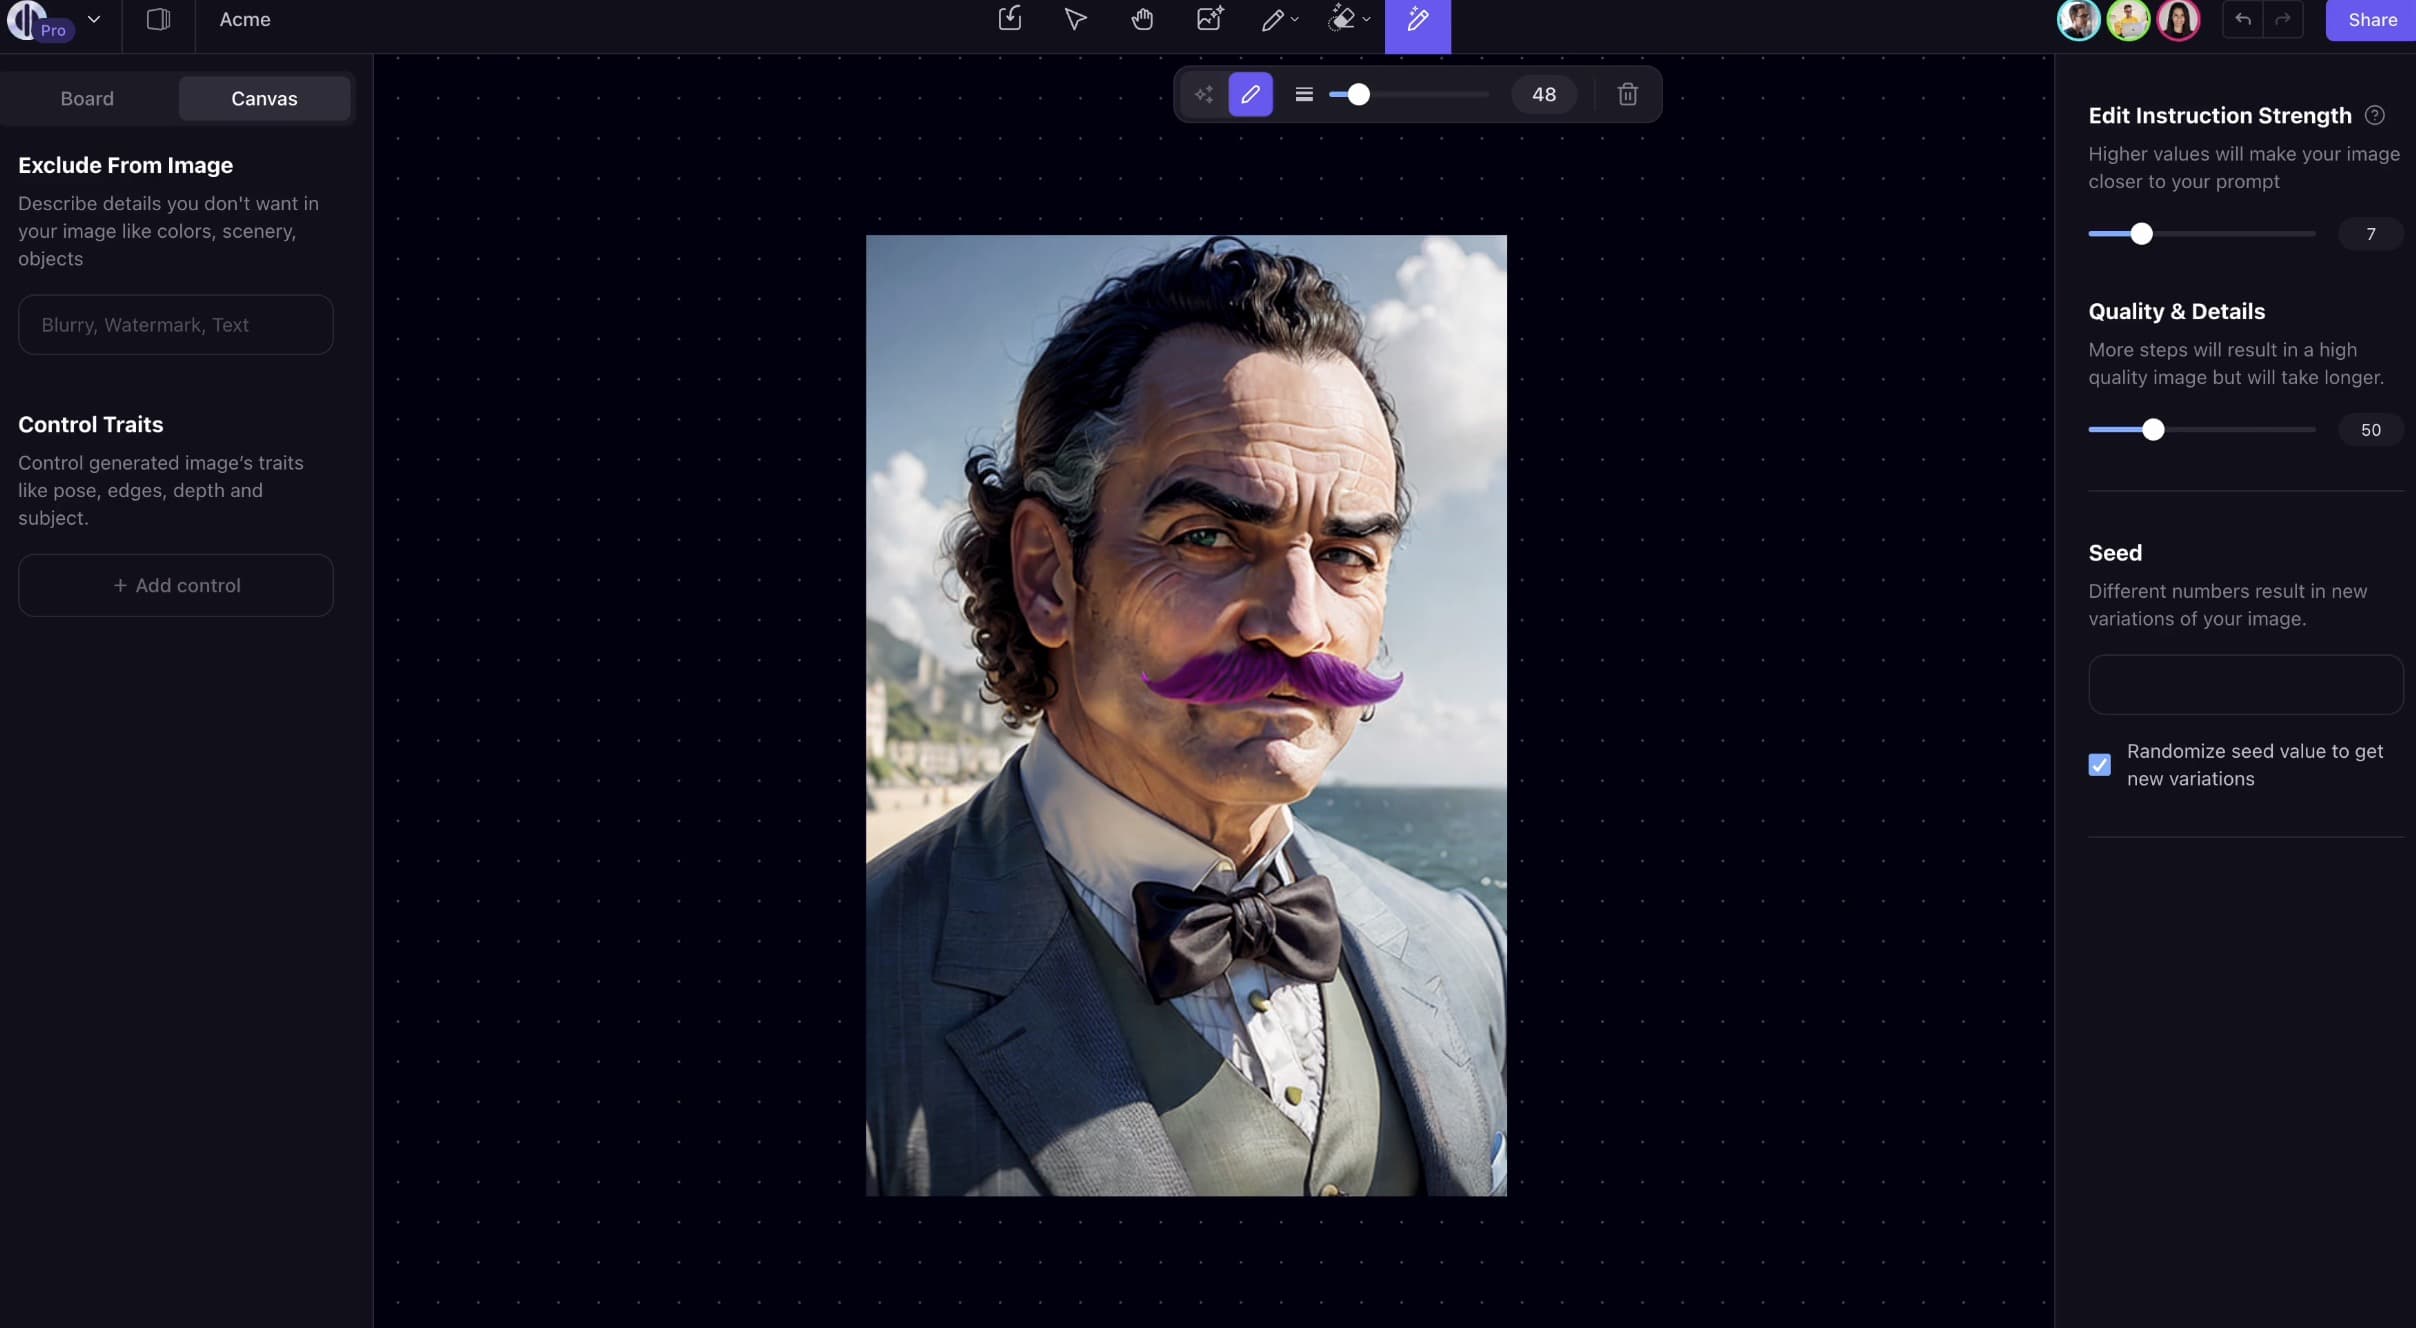 Pro
Acme
Share
Board
Canvas
48
Exclude From Image
Describe details you don't want in
your image like colors, scenery,
objects
Blurry, Watermark, Text
Control Traits
Control generated image’s traits
like pose, edges, depth and
subject.
+ Add control
Edit Instruction Strength ?
Higher values will make your image
closer to your prompt
7
Quality & Details
More steps will result in a high
quality image but will take longer.
50
Seed
Different numbers result in new
variations of your image.
Randomize seed value to get
new variations